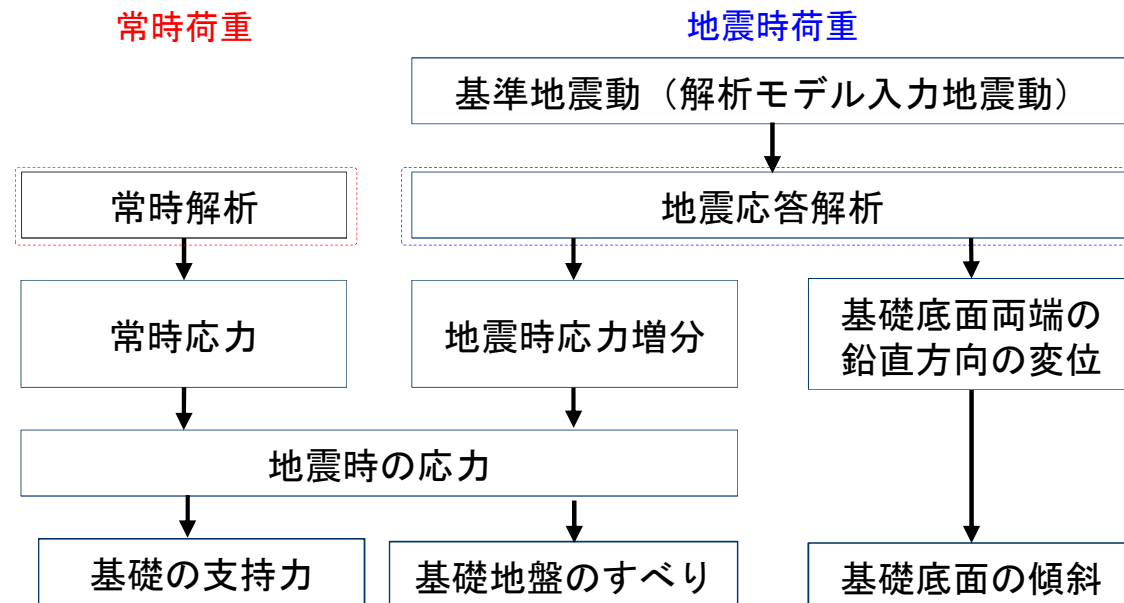 常時荷重
地震時荷重
基準地震動（解析モデル入力地震動）
常時解析
地震応答解析
常時応力
地震時応力増分
基礎底面両端の
鉛直方向の変位
地震時の応力
基礎の支持力
基礎地盤のすべり
基礎底面の傾斜